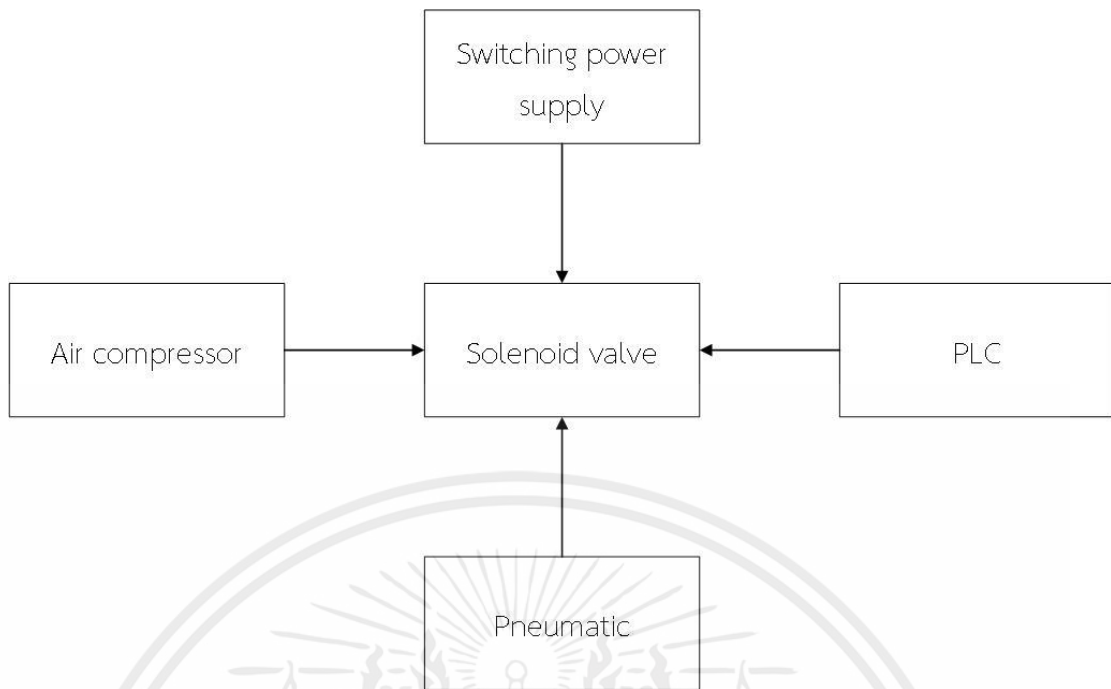 Switching power
supply
Air compressor
Solenoid valve
PLC
Pneumatic